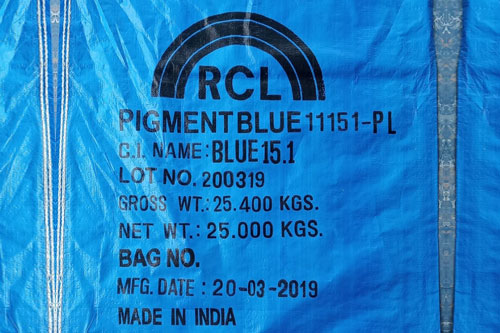 RCL
PIGMENT BLUE 11151-PL
C.I. NAME: BLUE 15.1
LOT NO. 200319
GROSS WT.: 25.400 KGS.
NET WT.: 25.000 KGS.
BAG NO.
MFG. DATE : 20-03-2019
MADE IN INDIA